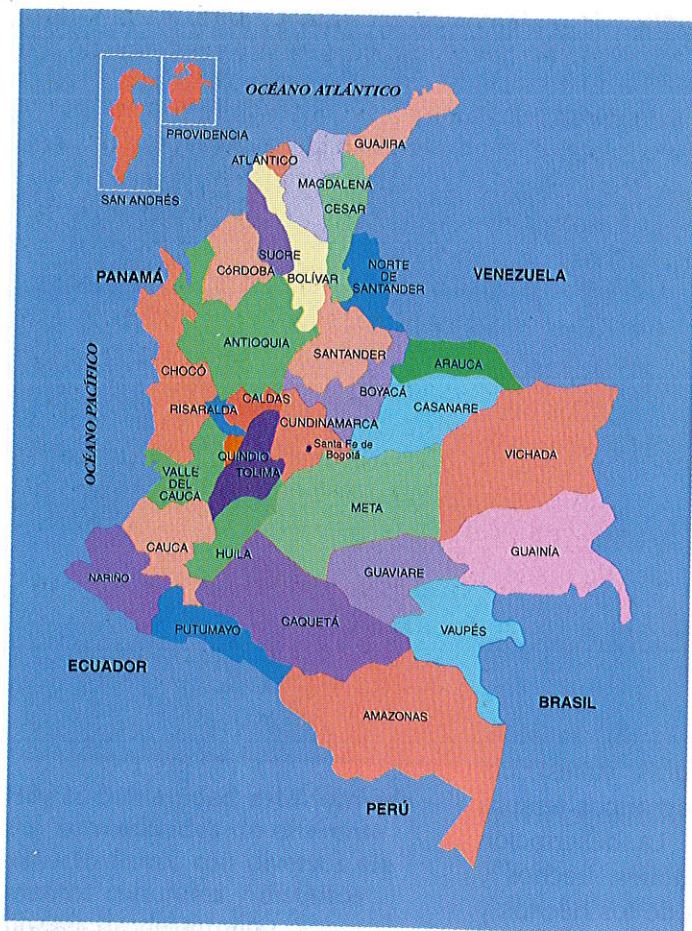 OCÉANO ATLÁNTICO
PROVIDENCIA
SAN ANDRÉS
GUAJIRA
ATLÁNTICO
MAGDALENA
CESAR
SUCRE
CÓRDOBA
BOLÍVAR
NORTE
DE
SANTANDER
PANAMÁ
VENEZUELA
ANTIOQUIA
SANTANDER
ARAUCA
CHOCÓ
BOYACÁ
CASANARE
OCÉANO PACÍFICO
RISARALDA
CALDAS
CUNDINAMARCA
Santa Fe de
Bogotá
QUINDIO
TOLIMA
VICHADA
VALLE
DEL
CAUCA
META
CAUCA
HUILA
GUAINÍA
NARIÑO
GUAVIARE
PUTUMAYO
CAQUETÁ
VAUPÉS
ECUADOR
BRASIL
AMAZONAS
PERÚ